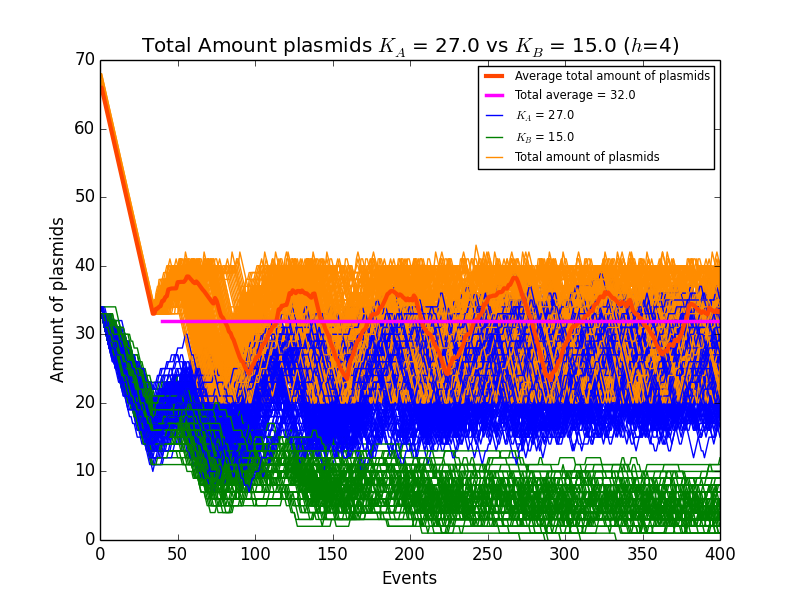 Total Amount plasmids K_A = 27.0 vs K_B = 15.0 (h=4)
Average total amount of plasmids
Total average = 32.0
K_A = 27.0
K_B = 15.0
Total amount of plasmids
Amount of plasmids
70
60
50
40
30
20
10
0
0 50 100 150 200 250 300 350 400
Events